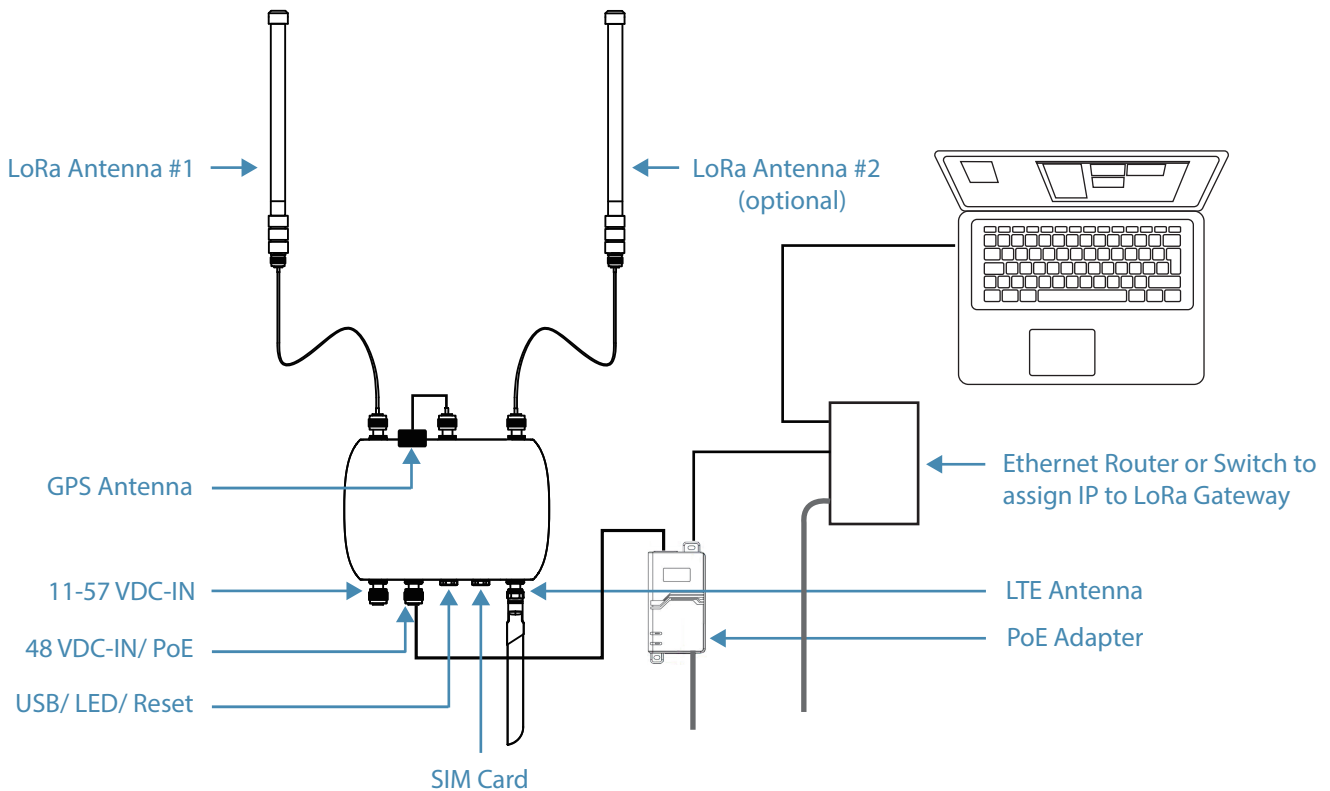 LoRa Antenna #1
LoRa Antenna #2
(optional)
GPS Antenna
Ethernet Router or Switch to
assign IP to LoRa Gateway
11-57 VDC-IN
LTE Antenna
48 VDC-IN/ PoE
PoE Adapter
USB/ LED/ Reset
SIM Card